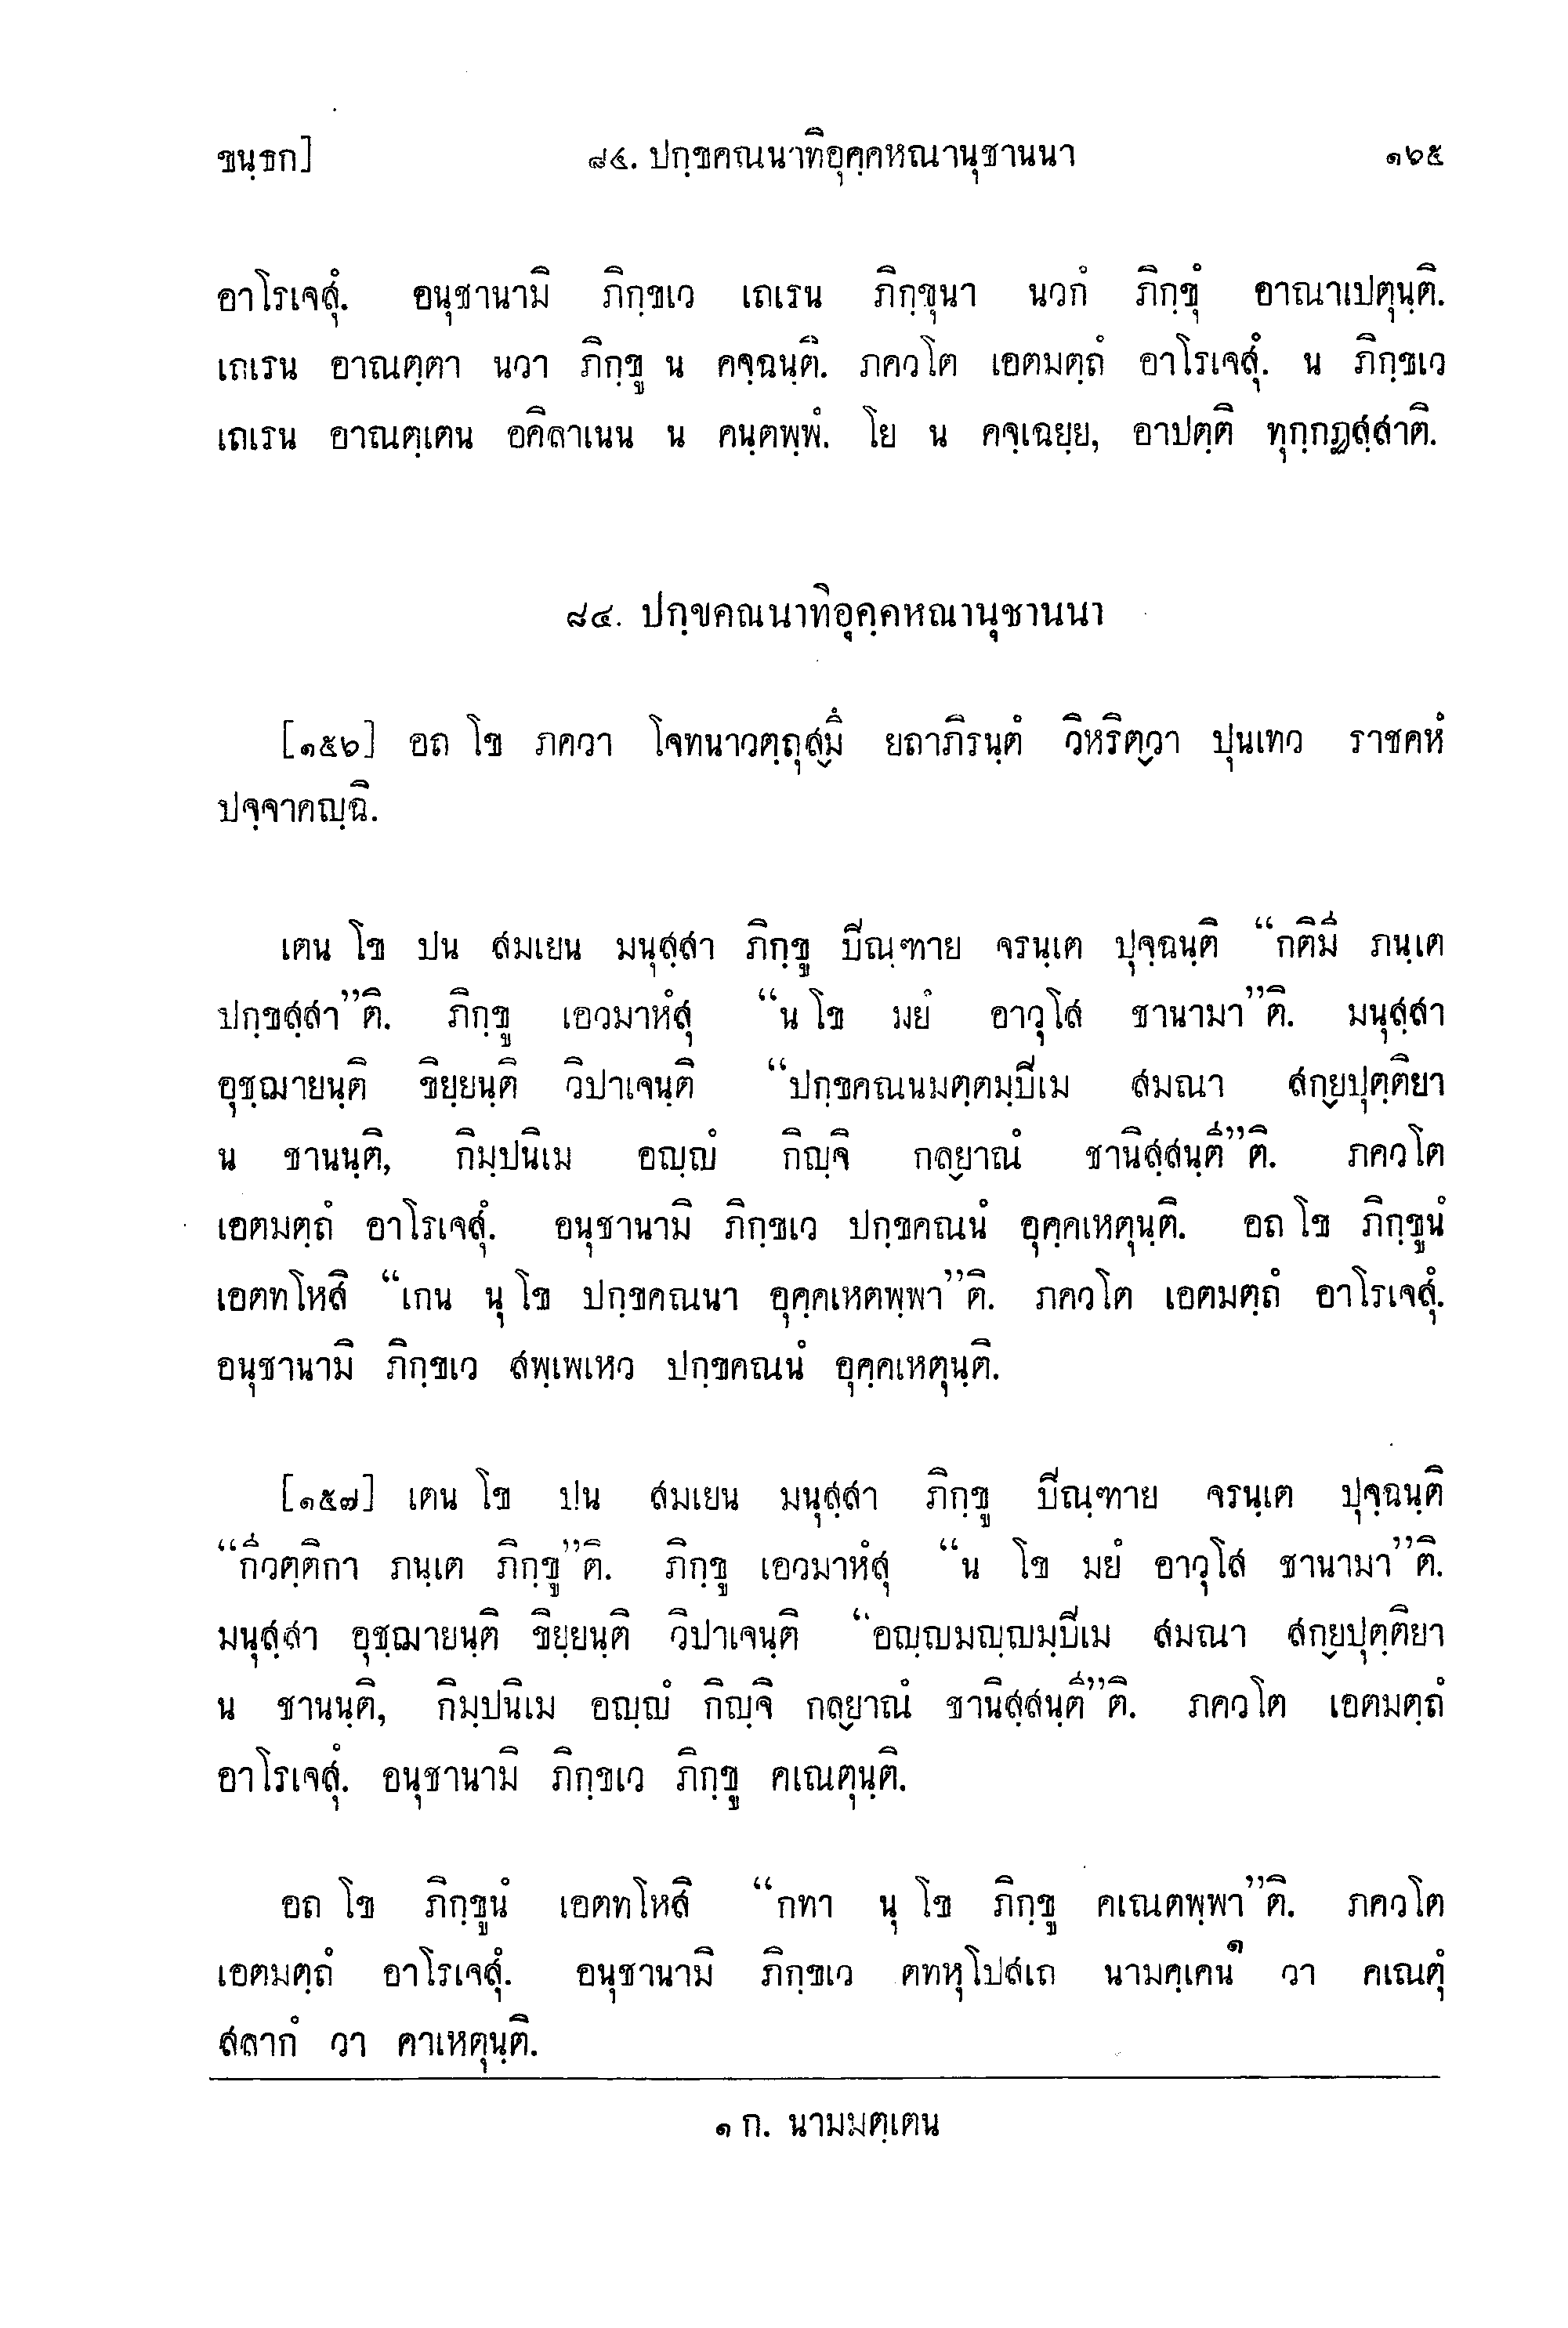 ขนฺธก]
๘๔. ปกฺขคณนาทิอุคฺคหณานุชานนา
๑๖๕
อาโรเจสุํ. อนุชานามิ ภิกฺขเว เถเรน ภิกฺขุนา นวกํ ภิกฺขุํ อาณาเปตุนฺติ.
เถเรน อาณตฺตา นวา ภิกฺขู น คจฺฉนฺติ. ภควโต เอตมตฺถํ อาโรเจสุํ. น ภิกฺขเว
เถเรน อาณตฺเตน อคิลาเนน น คนฺตพฺพํ. โย น คจฺเฉยฺย, อาปตฺติ ทุกฺกฏสฺสาติ.
๘๔. ปกฺขคณนาทิอุคฺคหณานุชานนา
[๑๕๖] อถ โข ภควา โจทนาวตฺถุสฺมึ ยถาภิรนฺตํ วิหริตฺวา ปุนเทว ราชคหํ
ปจฺจาคญฺฉิ.
เตน โข ปน สมเยน มนุสฺสา ภิกฺขู ปิณฺฑาย จรนฺเต ปุจฺฉนฺติ “กติมี ภนฺเต
ปกฺขสฺสา”ติ. ภิกฺขู เอวมาหํสุ “น โข มยํ อาวุโส ชานามา”ติ. มนุสฺสา
อุชฺฌายนฺติ ขิยฺยนฺติ วิปาเจนฺติ “ปกฺขคณนมตฺตมฺปิเม สมณา สกฺยปุตฺติยา
น ชานนฺติ, กิมฺปนิเม อญฺญํ กิญฺจิ กลฺยาณํ ชานิสฺสนฺตี”ติ. ภควโต
เอตมตฺถํ อาโรเจสุํ. อนุชานามิ ภิกฺขเว ปกฺขคณนํ อุคฺคเหตุนฺติ. อถ โข ภิกฺขูนํ
เอตทโหสิ “เกน นุ โข ปกฺขคณนา อุคฺคเหตพฺพา”ติ. ภควโต เอตมตฺถํ อาโรเจสุํ.
อนุชานามิ ภิกฺขเว สพฺเพเหว ปกฺขคณนํ อุคฺคเหตุนฺติ.
[๑๕๗] เตน โข ปน สมเยน มนุสฺสา ภิกฺขู ปิณฺฑาย จรนฺเต ปุจฺฉนฺติ
“กีวตฺติกา ภนฺเต ภิกฺขู”ติ. ภิกฺขู เอวมาหํสุ “น โข มยํ อาวุโส ชานามา”ติ.
มนุสฺสา อุชฺฌายนฺติ ขิยฺยนฺติ วิปาเจนฺติ “อญฺญมญฺญมฺปิเม สมณา สกฺยปุตฺติยา
น ชานนฺติ, กิมฺปนิเม อญฺญํ กิญฺจิ กลฺยาณํ ชานิสฺสนฺตี”ติ. ภควโต เอตมตฺถํ
อาโรเจสุํ. อนุชานามิ ภิกฺขเว ภิกฺขู คเณตุนฺติ.
อถ โข ภิกฺขูนํ เอตทโหสิ “กทา นุ โข ภิกฺขู คเณตพฺพา”ติ. ภควโต
เอตมตฺถํ อาโรเจสุํ. อนุชานามิ ภิกฺขเว ตทหุโปสเถ นามคฺเคน๑ วา คเณตุํ
สลากํ วา คาเหตุนฺติ.
๑ ก. นามมตฺเตน